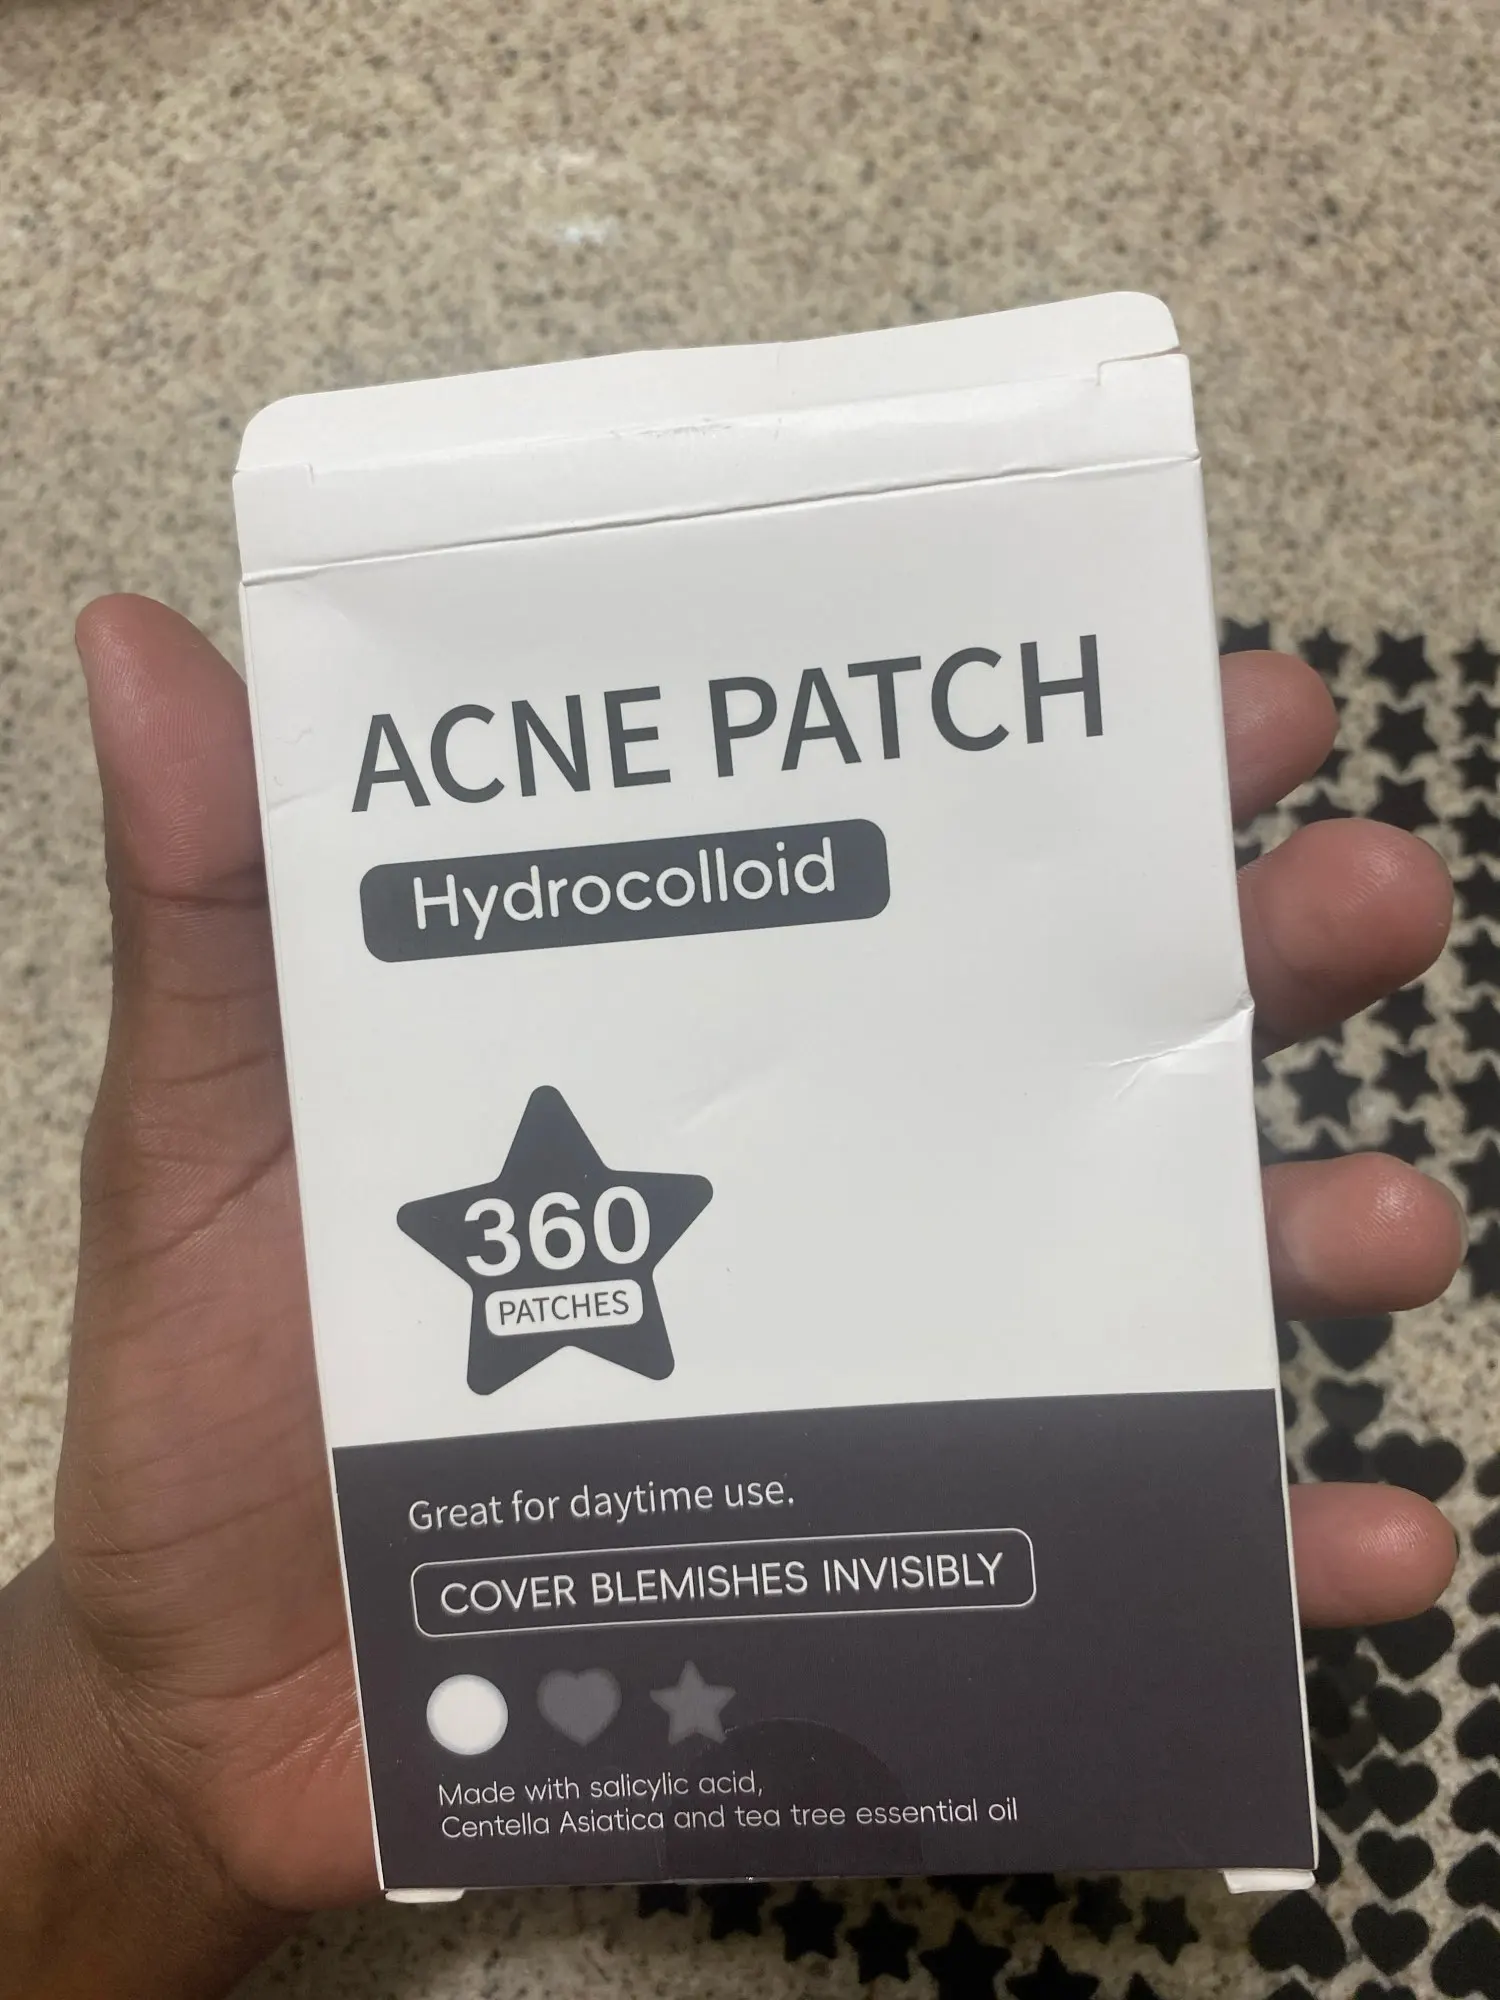 ACNE PATCH
Hydrocolloid
360
PATCHES
Great for daytime use.
COVER BLEMISHES INVISIBLY
Made with salicylic acid,
Centella Asiatica and tea tree essential oil